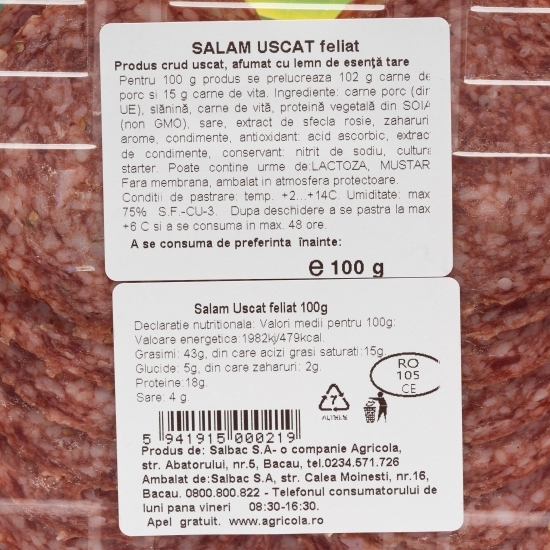 SALAM USCAT feliat
Produs crud uscat, afumat cu lemn de esență tare
Pentru 100 g produs se prelucreaza 102 g carne de
porc si 15 g carne de vita. Ingrediente: carne porc (din
UE), slănină, carne de vită, proteină vegetală din SOIA
(non GMO), sare, extract de sfecla rosie, zaharuri
arome, condimente, antioxidant: acid ascorbic, extrac
de condimente, conservant: nitrit de sodiu, cultura
starter. Poate contine urme de:LACTOZA, MUSTAR
Fara membrana, ambalat in atmosfera protectoare.
Conditii de pastrare: temp. +2...+14C. Umiditate: max
75% S.F.-CU-3. Dupa deschidere a se pastra la max
+6 C si a se consuma in max. 48 ore.
A se consuma de preferinta înainte:
e 100 g
Salam Uscat feliat 100g
Declaratie nutritionala: Valori medii pentru 100g:
Valoare energetica:1982kj/479kcal.
Grasimi: 43g, din care acizi grasi saturati:15g.
Glucide: 5g, din care zaharuri: 2g.
Proteine:18g.
Sare: 4 g
RO
105
CE
7
5 941915 000219
Produs de: Salbac S.A- o companie Agricola,
str. Abatorului, nr.5, Bacau, tel.0234.571.726
Ambalat de:Salbac S.A, str. Calea Moinesti, nr.16,
Bacau. 0800.800.822 - Telefonul consumatorului de
luni pana vineri 08:30-16:30.
Apel gratuit. www.agricola.ro